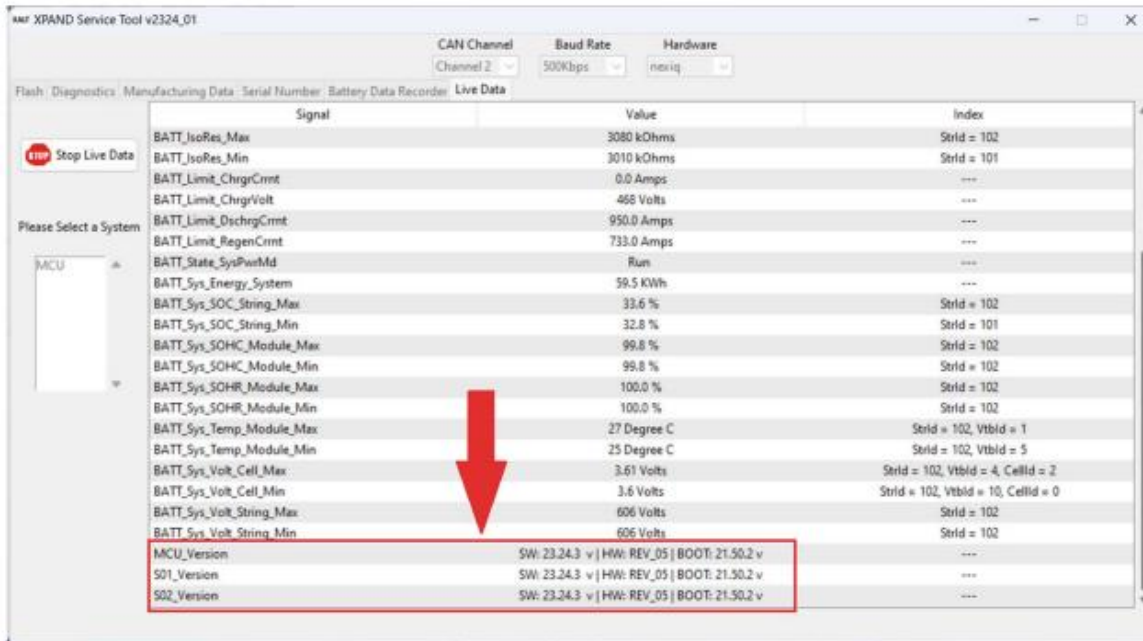 XALT XPAND Service Tool v2324_01
CAN Channel Baud Rate Hardware
Channel 2 500Kbps nexiq
Flash Diagnostics Manufacturing Data Serial Number Battery Data Recorder Live Data
Signal Value Index
BATT_IsoRes_Max 3080 kOhms StrId = 102
STOP Stop Live Data
BATT_IsoRes_Min 3010 kOhms StrId = 101
BATT_Limit_ChrgrCrrnt 0.0 Amps ---
BATT_Limit_ChrgrVolt 468 Volts ---
Please Select a System
BATT_Limit_DschrgCrrnt 950.0 Amps ---
BATT_Limit_RegenCrrnt 733.0 Amps ---
MCU
BATT_State_SysPwrMd Run ---
BATT_Sys_Energy_System 59.5 KWh ---
BATT_Sys_SOC_String_Max 33.6 % StrId = 102
BATT_Sys_SOC_String_Min 32.8 % StrId = 101
BATT_Sys_SOHC_Module_Max 99.8 % StrId = 102
BATT_Sys_SOHC_Module_Min 99.8 % StrId = 102
BATT_Sys_SOHR_Module_Max 100.0 % StrId = 102
BATT_Sys_SOHR_Module_Min 100.0 % StrId = 102
BATT_Sys_Temp_Module_Max 27 Degree C StrId = 102, VtbId = 1
BATT_Sys_Temp_Module_Min 25 Degree C StrId = 102, VtbId = 5
BATT_Sys_Volt_Cell_Max 3.61 Volts StrId = 102, VtbId = 4, CellId = 2
BATT_Sys_Volt_Cell_Min 3.6 Volts StrId = 102, VtbId = 10, CellId = 0
BATT_Sys_Volt_String_Max 606 Volts StrId = 102
BATT_Sys_Volt_String_Min 606 Volts StrId = 102
MCU_Version SW: 23.24.3 v | HW: REV_05 | BOOT: 21.50.2 v ---
S01_Version SW: 23.24.3 v | HW: REV_05 | BOOT: 21.50.2 v ---
S02_Version SW: 23.24.3 v | HW: REV_05 | BOOT: 21.50.2 v ---